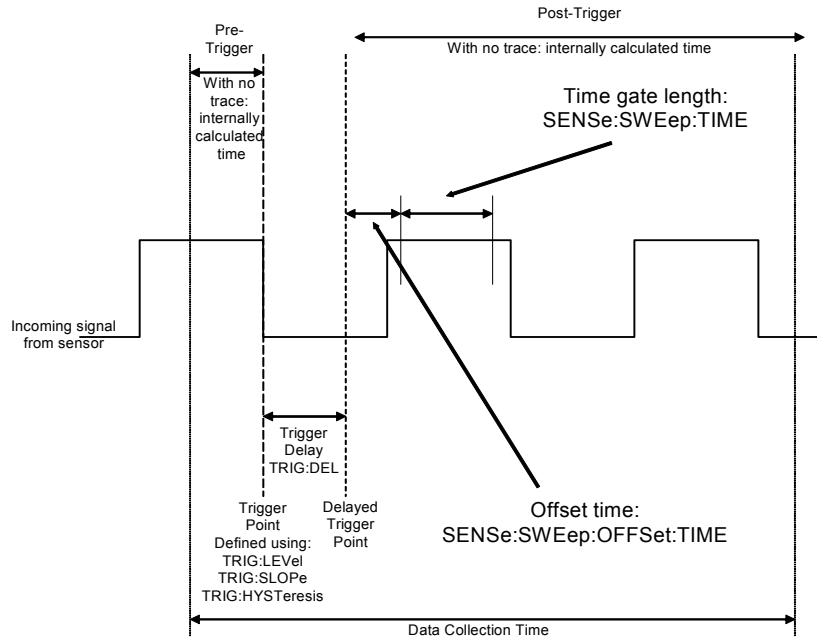 Pre-
Trigger
With no
trace:
internally
calculated
time
Post-Trigger
With no trace: internally calculated time
Time gate length:
SENSe:SWEep:TIME
Incoming signal
from sensor
Trigger
Delay
TRIG:DEL
Trigger
Point
Defined using:
TRIG:LEVel
TRIG:SLOPe
TRIG:HYSTeresis
Delayed
Trigger
Point
Offset time:
SENSe:SWEep:OFFSet:TIME
Data Collection Time